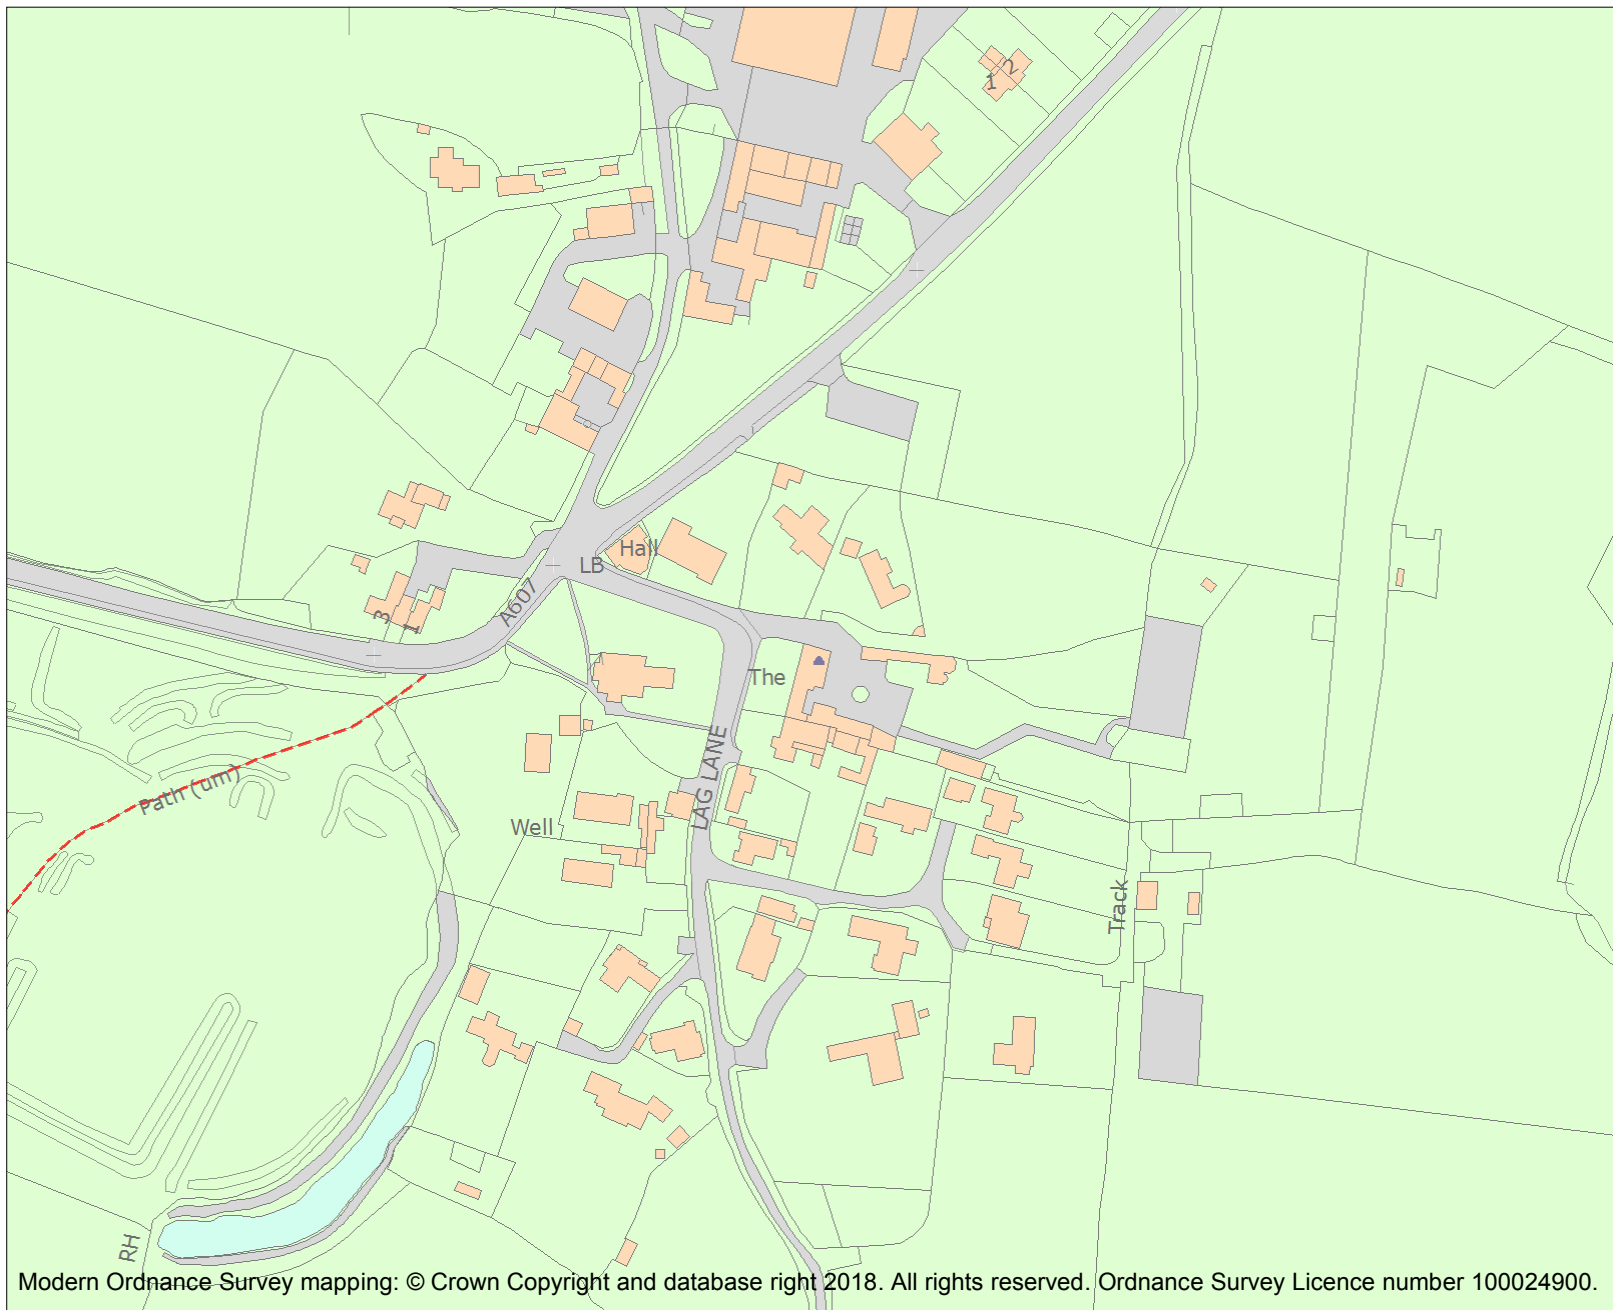 1
2
Hall
LB
A607
3
1
The
LAG LANE
Path (um)
Well
Track
RH
Modern Ordnance Survey mapping: © Crown Copyright and database right 2018. All rights reserved. Ordnance Survey Licence number 100024900.